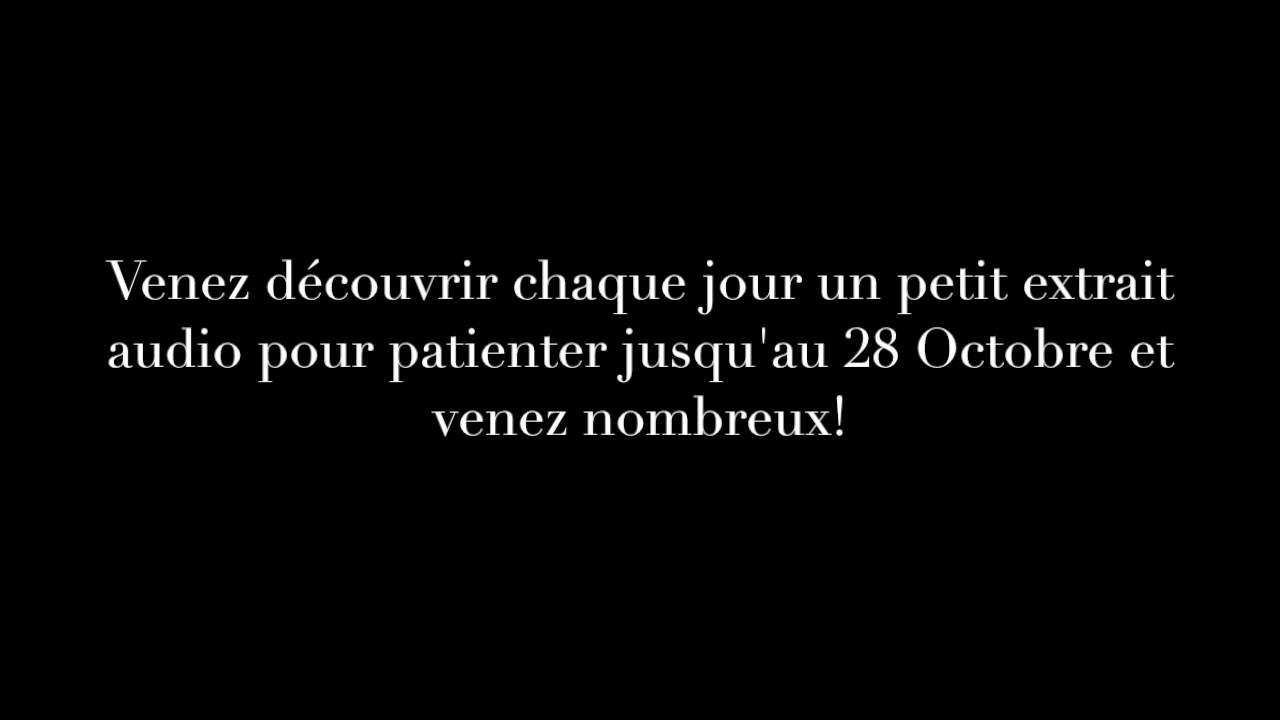 Venez découvrir chaque jour un petit extrait
audio pour patienter jusqu'au 28 Octobre et
venez nombreux!